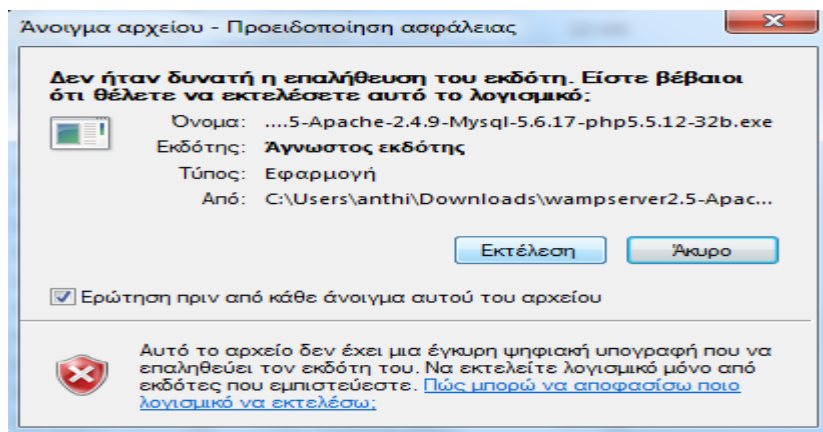 Άνοιγμα αρχείου - Προειδοποίηση ασφάλειας
Δεν ήταν δυνατή η επαλήθευση του εκδότη. Είστε βέβαιοι
ότι θέλετε να εκτελέσετε αυτό το λογισμικό;
Όνομα: ....5-Apache-2.4.9-Mysql-5.6.17-php5.5.12-32b.exe
Εκδότης: Άγνωστος εκδότης
Τύπος: Εφαρμογή
Από: C:\Users\anthi\Downloads\wampserver2.5-Apac...
Εκτέλεση Άκυρο
Ερώτηση πριν από κάθε άνοιγμα αυτού του αρχείου
Αυτό το αρχείο δεν έχει μια έγκυρη ψηφιακή υπογραφή που να
επαληθεύει τον εκδότη του. Να εκτελείτε λογισμικό μόνο από
εκδότες που εμπιστεύεστε. Πώς μπορώ να αποφασίσω ποιο
λογισμικό να εκτελέσω;